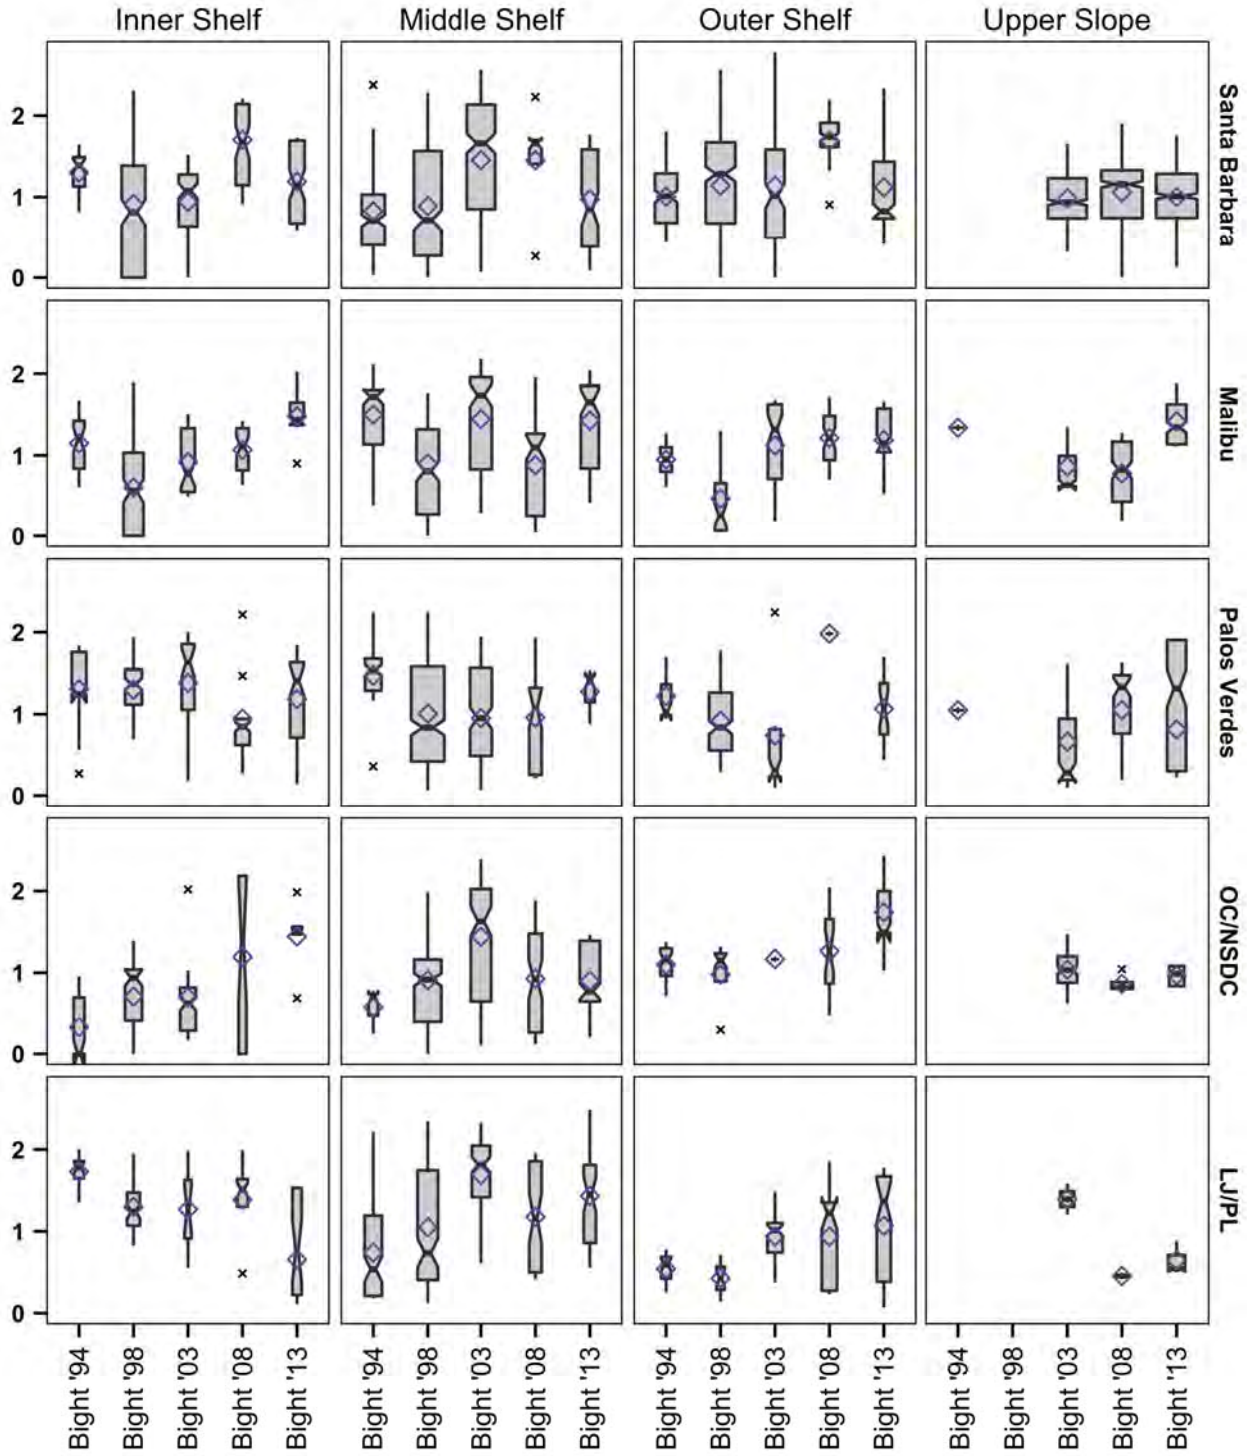 Inner Shelf Middle Shelf Outer Shelf Upper Slope
2
1
0
Santa Barbara
2
1
0
Malibu
2
1
0
Palos Verdes
2
1
0
OC/NSDC
2
1
0
LJ/PL
Bight '94 Bight '98 Bight '03 Bight '08 Bight '13 Bight '94 Bight '98 Bight '03 Bight '08 Bight '13 Bight '94 Bight '98 Bight '03 Bight '08 Bight '13 Bight '94 Bight '98 Bight '03 Bight '08 Bight '13